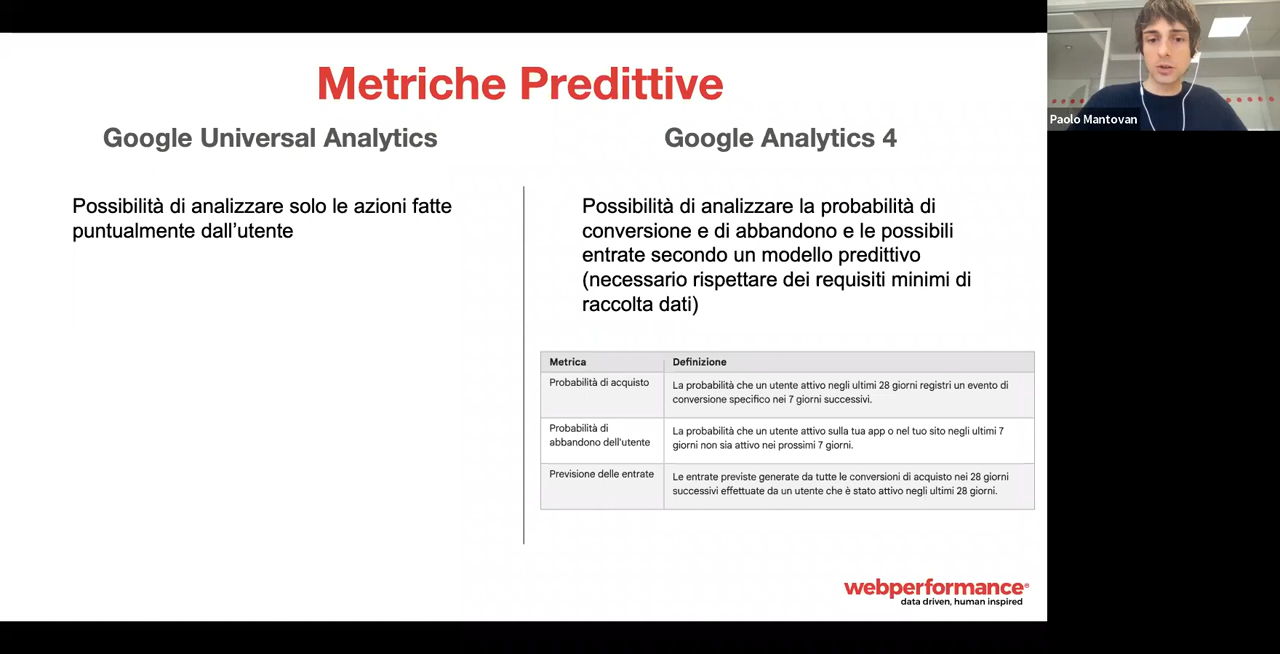 Metriche Predittive
Google Universal Analytics
Possibilità di analizzare solo le azioni fatte
puntualmente dall’utente
Google Analytics 4
Possibilità di analizzare la probabilità di
conversione e di abbandono e le possibili
entrate secondo un modello predittivo
(necessario rispettare dei requisiti minimi di
raccolta dati)
Metrica Definizione
Probabilità di acquisto
La probabilità che un utente attivo negli ultimi 28 giorni registri un evento di
conversione specifico nei 7 giorni successivi.
Probabilità di
abbandono dell'utente
La probabilità che un utente attivo sulla tua app o nel tuo sito negli ultimi 7
giorni non sia attivo nei prossimi 7 giorni.
Previsione delle entrate
Le entrate previste generate da tutte le conversioni di acquisto nei 28 giorni
successivi effettuate da un utente che è stato attivo negli ultimi 28 giorni.
webperformance®
data driven, human inspired
Paolo Mantovan